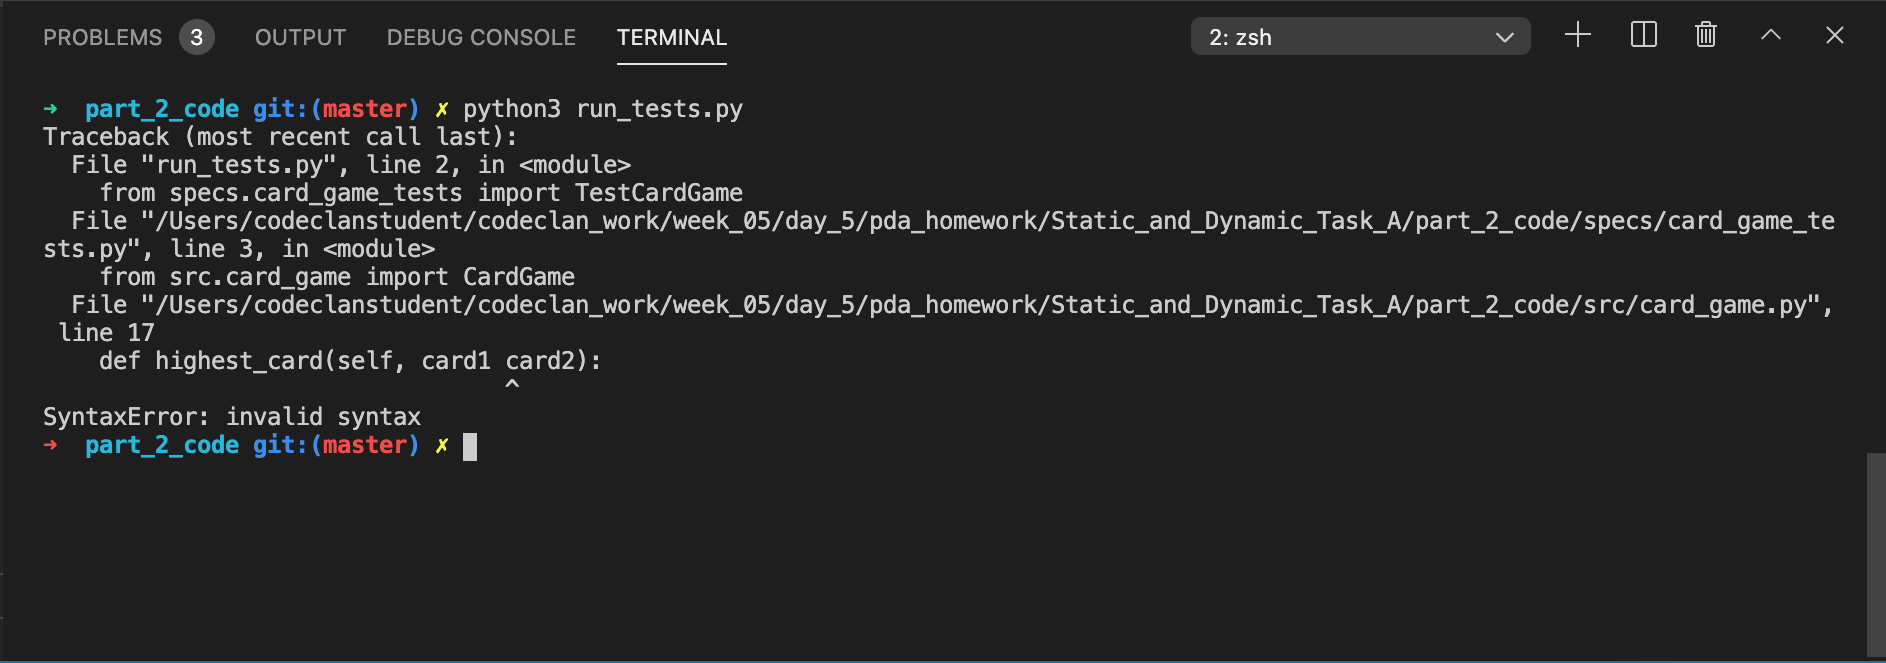 PROBLEMS 3 OUTPUT DEBUG CONSOLE TERMINAL 2: zsh
➜  part_2_code git:(master) ✗ python3 run_tests.py
Traceback (most recent call last):
  File "run_tests.py", line 2, in <module>
    from specs.card_game_tests import TestCardGame
  File "/Users/codeclanstudent/codeclan_work/week_05/day_5/pda_homework/Static_and_Dynamic_Task_A/part_2_code/specs/card_game_te
sts.py", line 3, in <module>
    from src.card_game import CardGame
  File "/Users/codeclanstudent/codeclan_work/week_05/day_5/pda_homework/Static_and_Dynamic_Task_A/part_2_code/src/card_game.py",
 line 17
    def highest_card(self, card1 card2):
                                 ^
SyntaxError: invalid syntax
➜  part_2_code git:(master) ✗